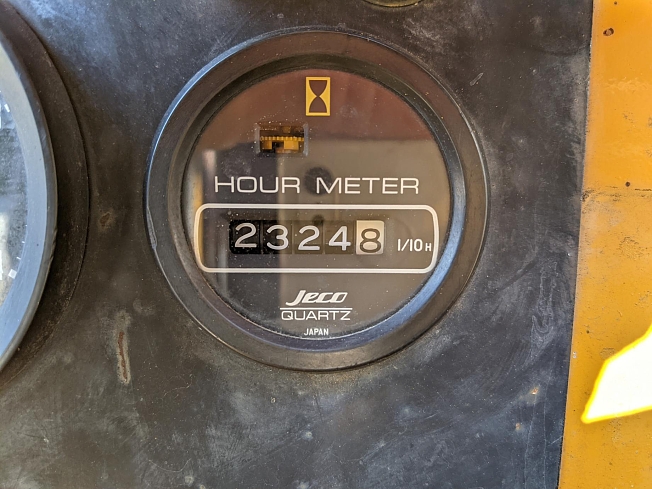 HOUR METER
23248 1/10H
Jeco
QUARTZ
JAPAN